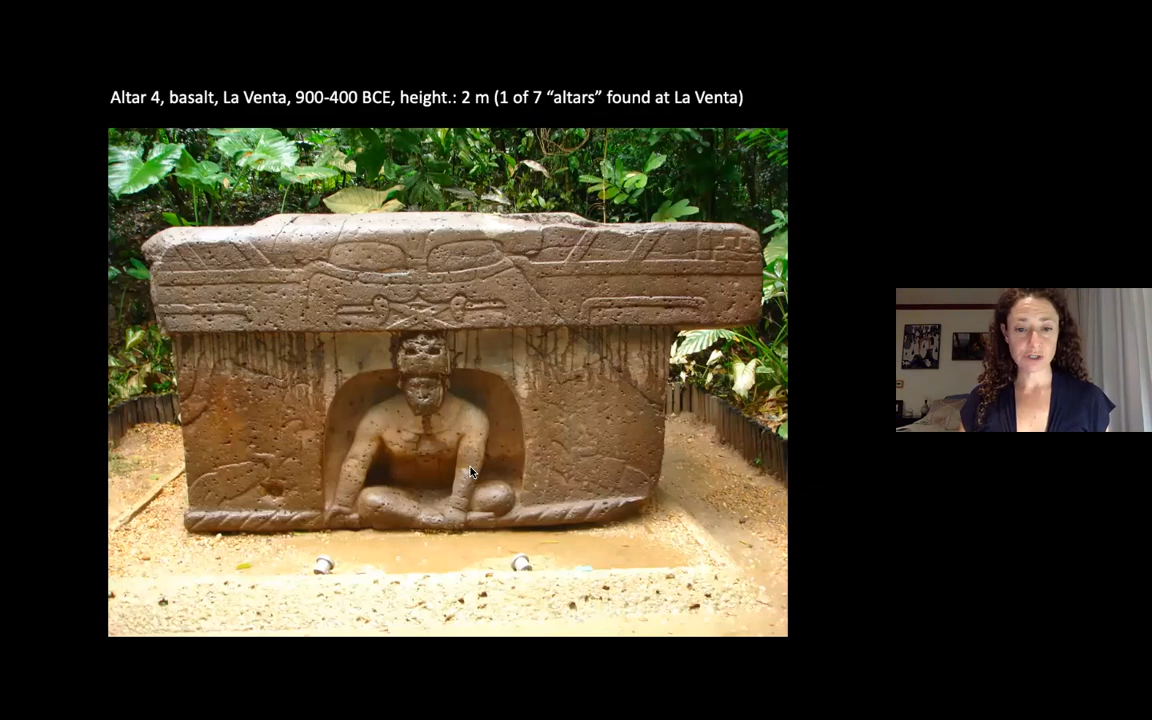 Altar 4, basalt, La Venta, 900-400 BCE, height.: 2 m (1 of 7 “altars” found at La Venta)